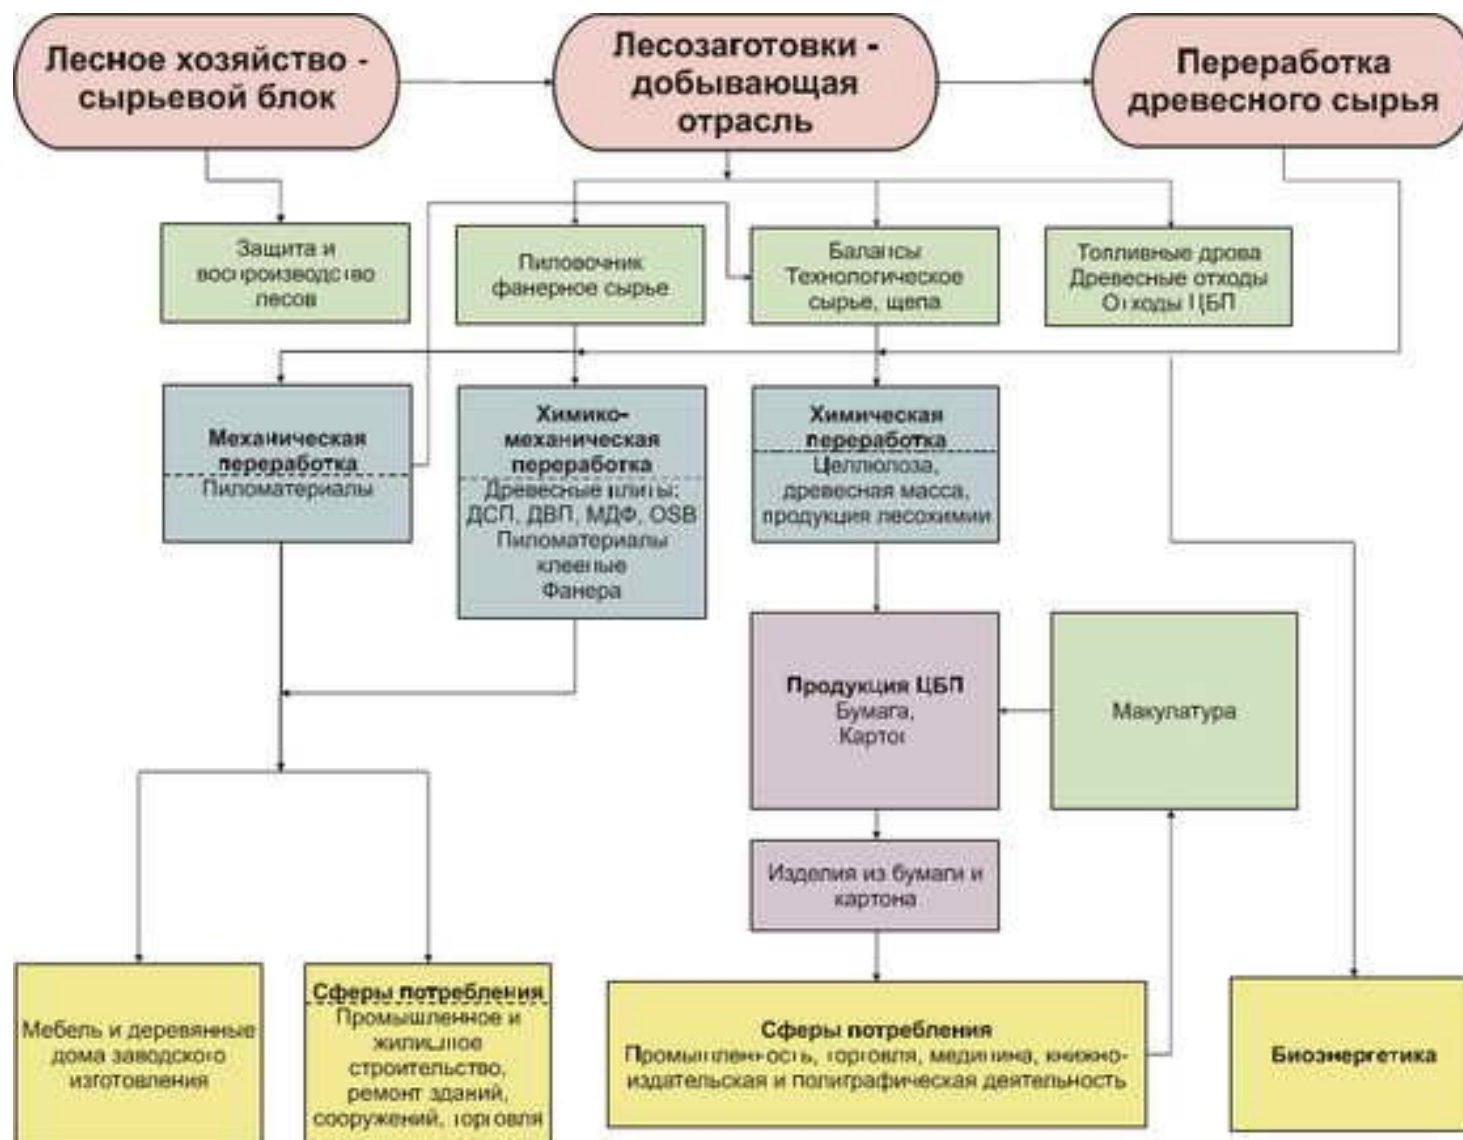 Лесное хозяйство -
сырьевой блок
Лесозаготовки -
добывающая
отрасль
Переработка
древесного сырья
Защита и
воспроизводство
лесов
Пиловочник
фанерное сырье
Балансы
Технологическое
сырье, щепа
Топливные дрова
Древесные отходы
Отходы ЦБП
Механическая
переработка
Пиломатериалы
Химико-
механическая
переработка
Древесные плиты:
ДСП, ДВП, МДФ, OSB
Пиломатериалы
клееные
Фанера
Химическая
переработка
Целлюлоза,
древесная масса,
продукция лесохимии
Продукция ЦБП
Бумага,
Картон
Макулатура
Изделия из бумаги и
картона
Мебель и деревянные
дома заводского
изготовления
Сферы потребления
Промышленное и
жилищное
строительство,
ремонт зданий,
сооружений, торговля
Сферы потребления
Промышленность, торговля, медицина, книжно-
издательская и полиграфическая деятельность
Биоэнергетика